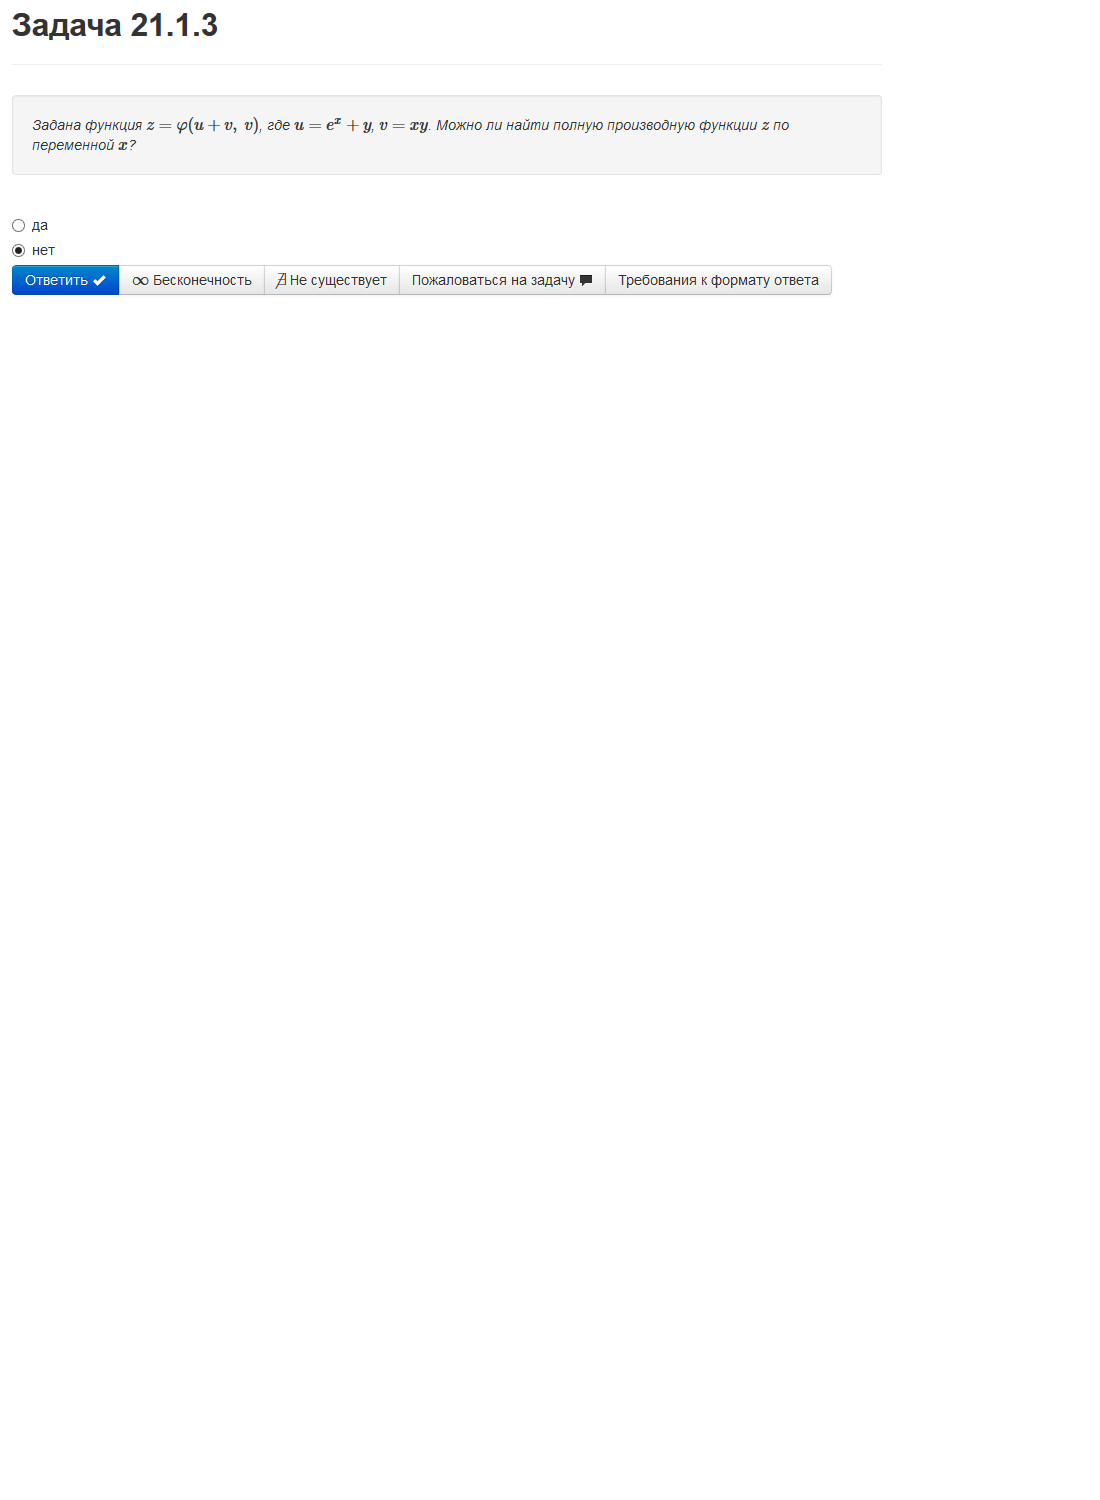 Задача 21.1.3
Задана функция z = φ(u + v, v), где u = eˣ + y, v = xy. Можно ли найти полную производную функции z по
переменной x?
да
нет
Ответить
∞ Бесконечность
∄ Не существует
Пожаловаться на задачу
Требования к формату ответа